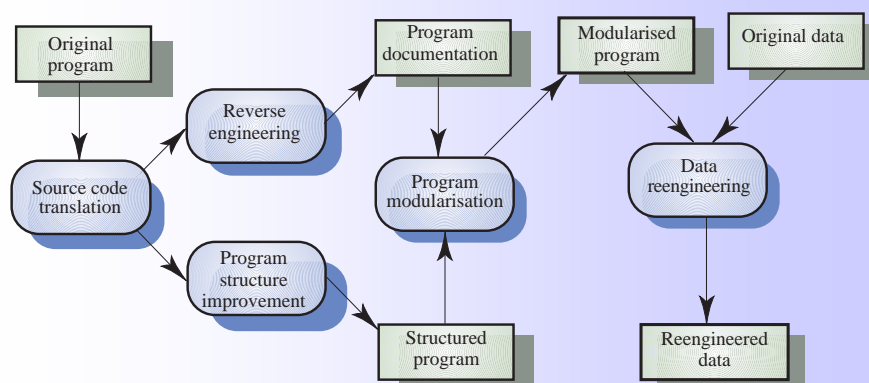 Original
program
Program
documentation
Modularised
program
Original data
Reverse
engineering
Source code
translation
Program
modularisation
Data
reengineering
Program
structure
improvement
Structured
program
Reengineered
data